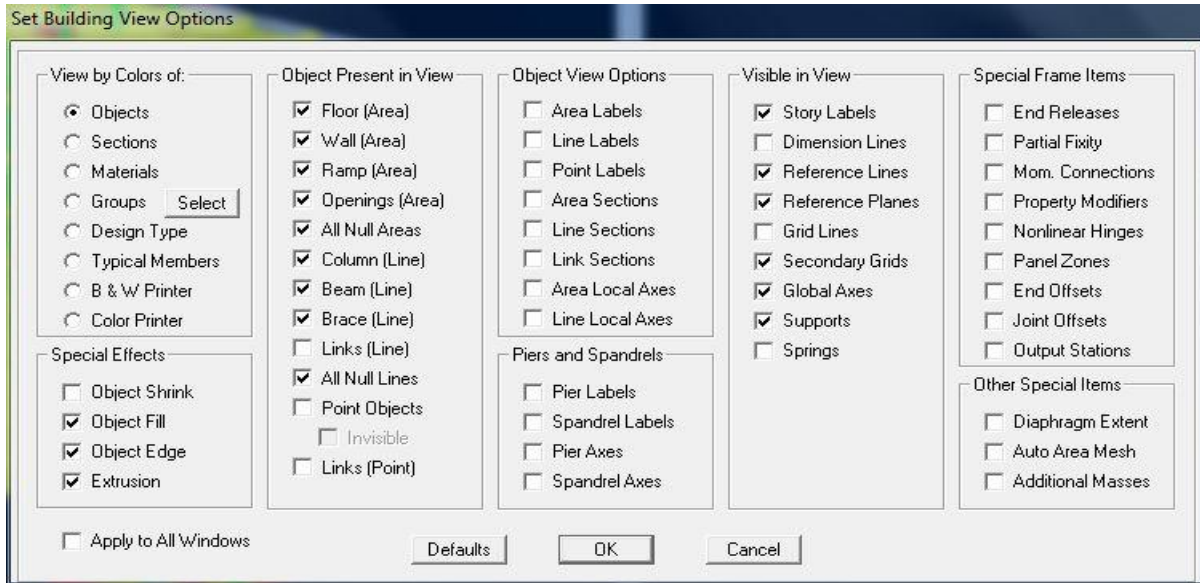 Set Building View Options
View by Colors of:
Objects
Sections
Materials
Groups
Select
Design Type
Typical Members
B & W Printer
Color Printer
Special Effects
Object Shrink
Object Fill
Object Edge
Extrusion
Object Present in View
Floor (Area)
Wall (Area)
Ramp (Area)
Openings (Area)
All Null Areas
Column (Line)
Beam (Line)
Brace (Line)
Links (Line)
All Null Lines
Point Objects
Invisible
Links (Point)
Object View Options
Area Labels
Line Labels
Point Labels
Area Sections
Line Sections
Link Sections
Area Local Axes
Line Local Axes
Piers and Spandrels
Pier Labels
Spandrel Labels
Pier Axes
Spandrel Axes
Visible in View
Story Labels
Dimension Lines
Reference Lines
Reference Planes
Grid Lines
Secondary Grids
Global Axes
Supports
Springs
Special Frame Items
End Releases
Partial Fixity
Mom. Connections
Property Modifiers
Nonlinear Hinges
Panel Zones
End Offsets
Joint Offsets
Output Stations
Other Special Items
Diaphragm Extent
Auto Area Mesh
Additional Masses
Apply to All Windows
Defaults
OK
Cancel